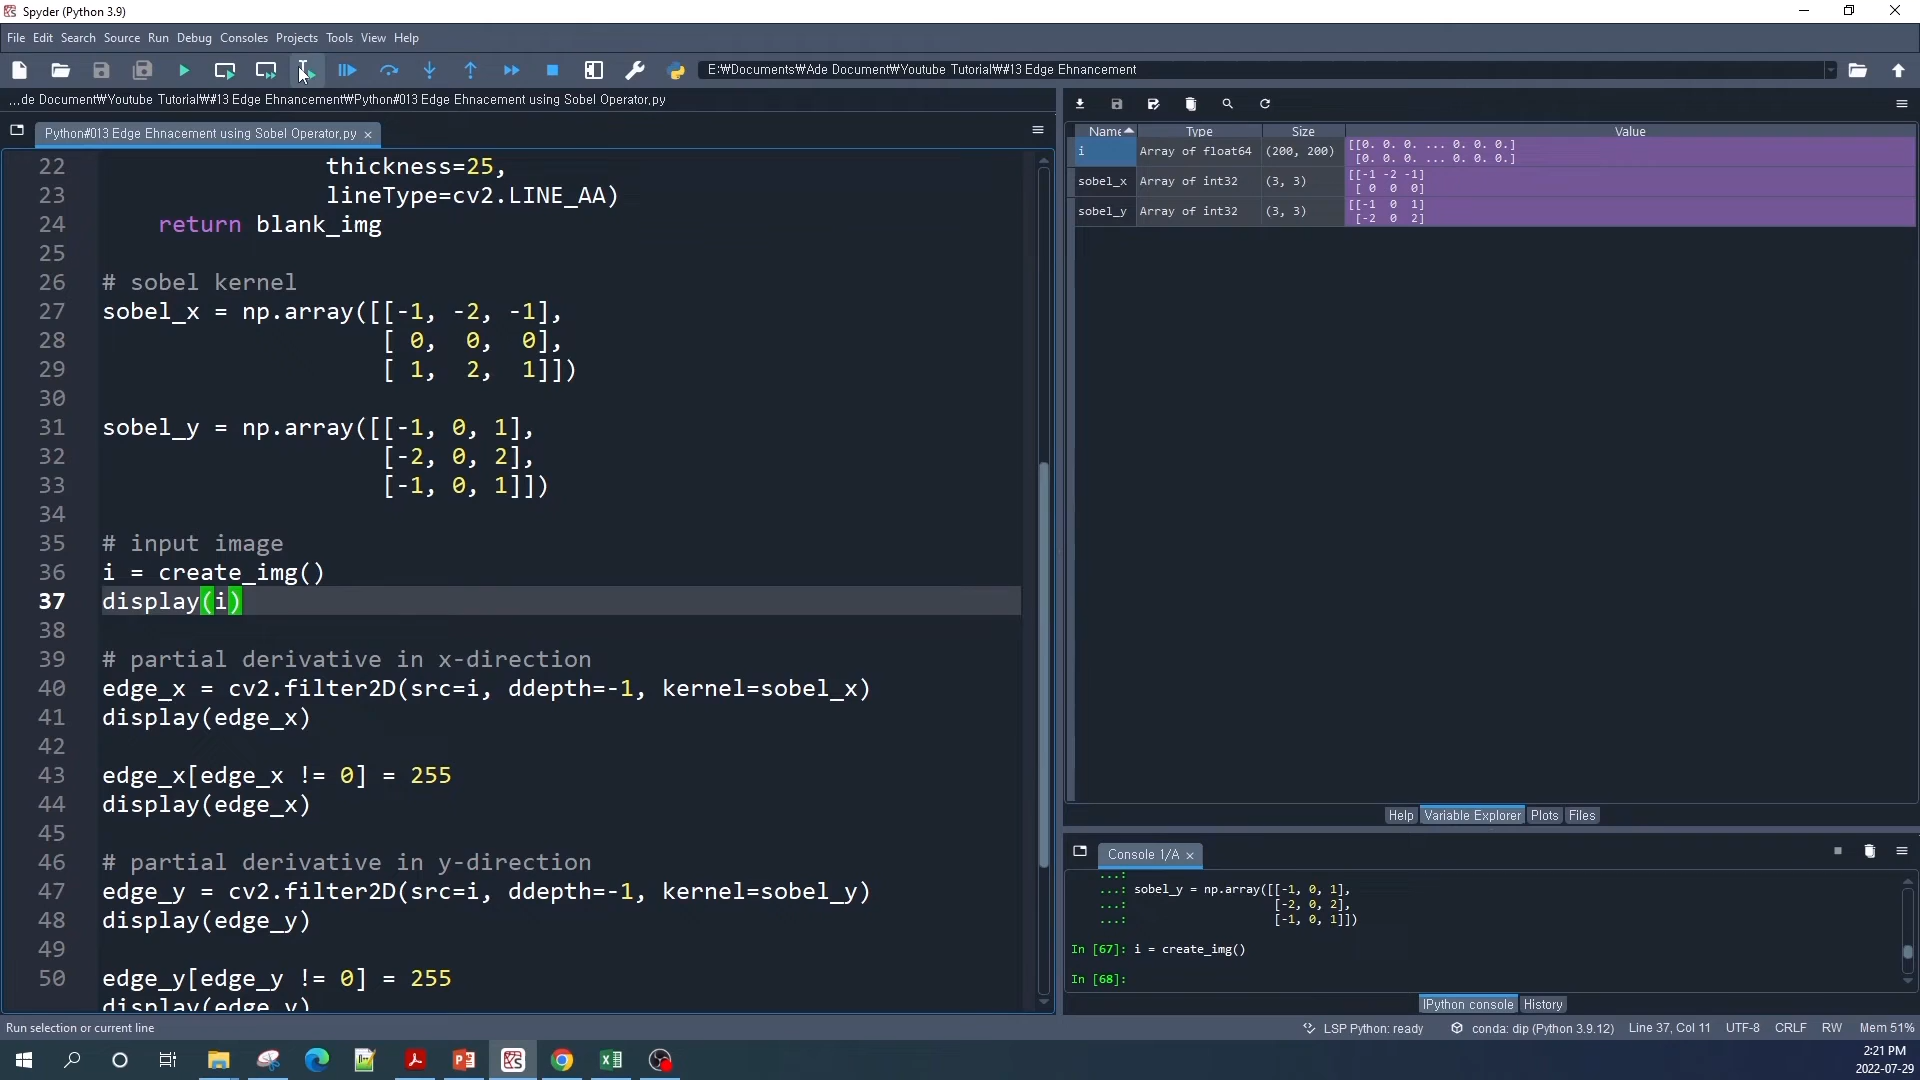 Spyder (Python 3.9)
File Edit Search Source Run Debug Consoles Projects Tools View Help
E:₩Documents₩Ade Document₩Youtube Tutorial₩#13 Edge Ehnancement
...de Document₩Youtube Tutorial₩#13 Edge Ehnancement₩Python#013 Edge Ehnacement using Sobel Operator.py
Python#013 Edge Ehnacement using Sobel Operator.py
22 thickness=25,
23 lineType=cv2.LINE_AA)
24 return blank_img
25
26 # sobel kernel
27 sobel_x = np.array([[-1, -2, -1],
28 [ 0, 0, 0],
29 [ 1, 2, 1]])
30
31 sobel_y = np.array([[-1, 0, 1],
32 [-2, 0, 2],
33 [-1, 0, 1]])
34
35 # input image
36 i = create_img()
37 display(i)
38
39 # partial derivative in x-direction
40 edge_x = cv2.filter2D(src=i, ddepth=-1, kernel=sobel_x)
41 display(edge_x)
42
43 edge_x[edge_x != 0] = 255
44 display(edge_x)
45
46 # partial derivative in y-direction
47 edge_y = cv2.filter2D(src=i, ddepth=-1, kernel=sobel_y)
48 display(edge_y)
49
50 edge_y[edge_y != 0] = 255
display(edge_y)
Name Type Size Value
i Array of float64 (200, 200) [[0. 0. 0. ... 0. 0. 0.]
[0. 0. 0. ... 0. 0. 0.]
sobel_x Array of int32 (3, 3) [[-1 -2 -1]
[ 0 0 0]
sobel_y Array of int32 (3, 3) [[-1 0 1]
[-2 0 2]
Help Variable Explorer Plots Files
Console 1/A
...:
...: sobel_y = np.array([[-1, 0, 1],
...: [-2, 0, 2],
...: [-1, 0, 1]])
In [67]: i = create_img()
In [68]:
IPython console History
Run selection or current line
LSP Python: ready conda: dip (Python 3.9.12) Line 37, Col 11 UTF-8 CRLF RW Mem 51%
2:21 PM
2022-07-29